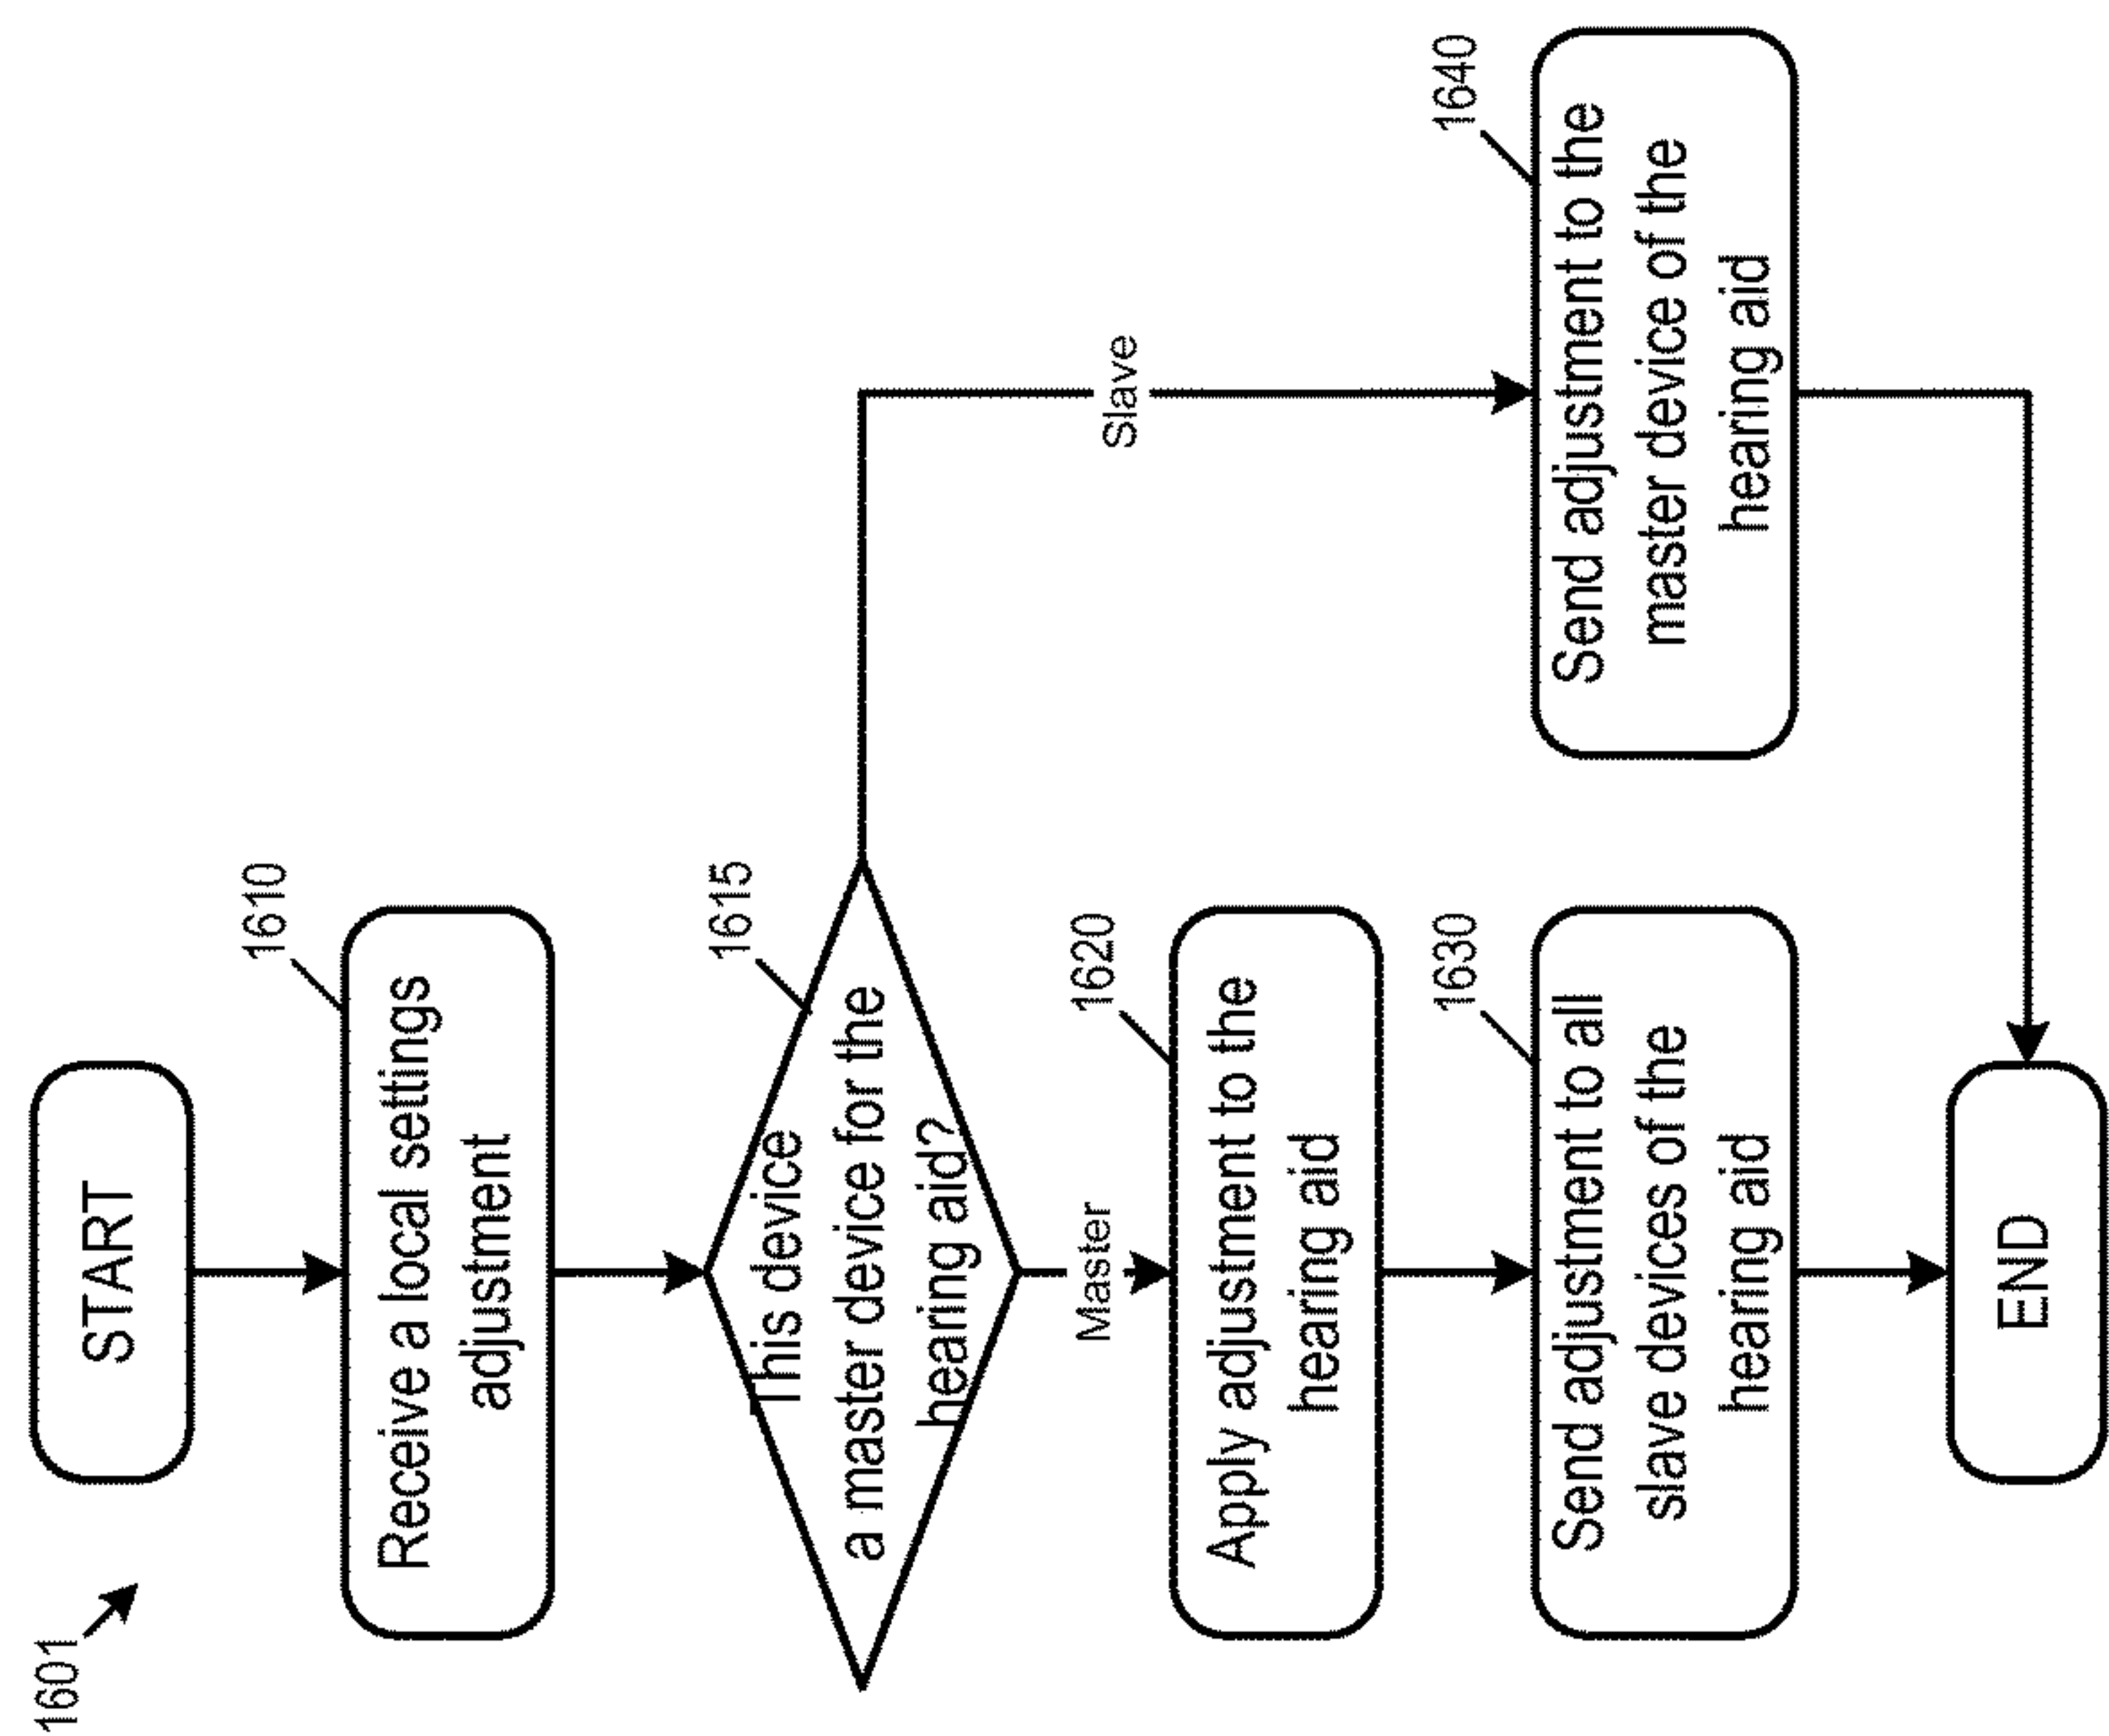 1601
START
1610
Receive a local settings
adjustment
1615
This device
a master device for the
hearing aid?
Master
Slave
1620
Apply adjustment to the
hearing aid
1630
Send adjustment to all
slave devices of the
hearing aid
1640
Send adjustment to the
master device of the
hearing aid
END